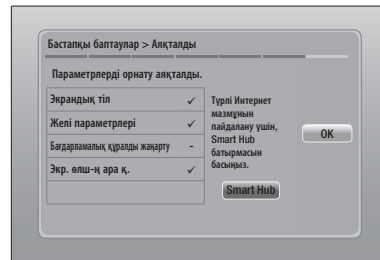 Бастапқы баптаулар > Аяқталды
Параметрлерді орнату аяқталды.
Экрандық тіл ✓
Желі параметрлері ✓
Бағдарламалық құралды жаңарту -
Экр. өлш-ң ара қ. ✓
Түрлі Интернет
мазмұнын
пайдалану үшін,
Smart Hub
батырмасын
басыңыз.
Smart Hub
OK